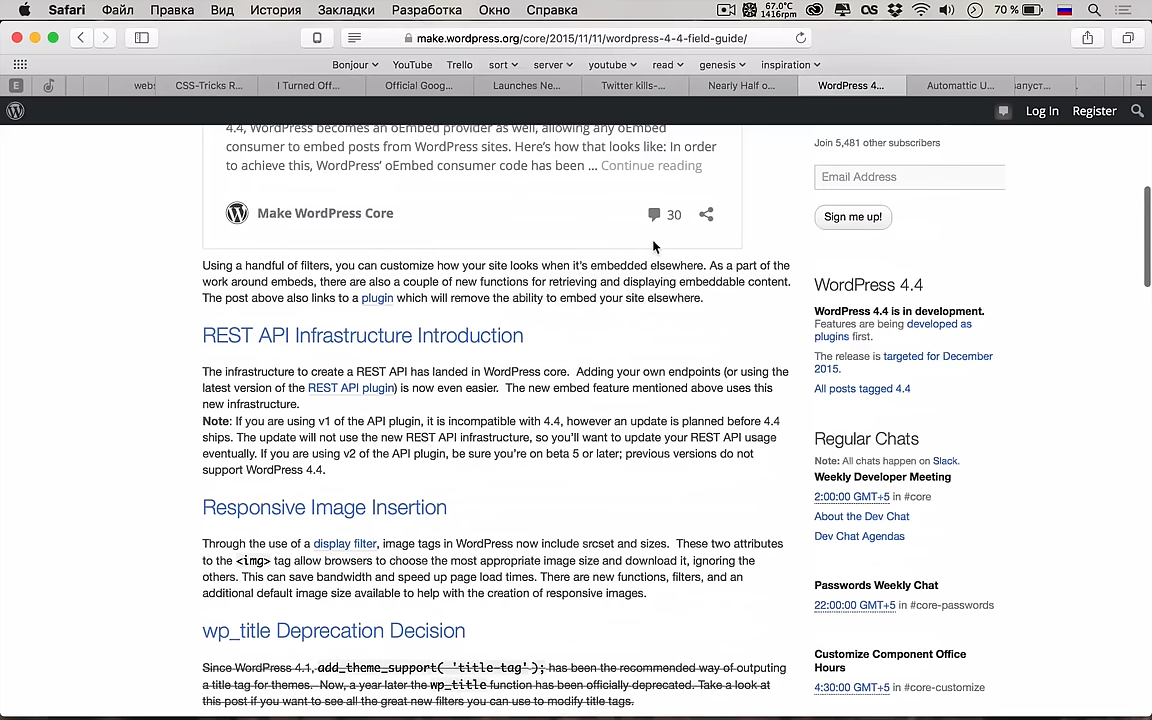 Safari Файл Правка Вид История Закладки Разработка Окно Справка 67.0°C 1416rpm 70 %
make.wordpress.org/core/2015/11/11/wordpress-4-4-field-guide/
Bonjour YouTube Trello sort server youtube read genesis inspiration
E webs CSS-Tricks R... I Turned Off... Official Goog... Launches Ne... Twitter kills-... Nearly Half o... WordPress 4... Automattic U...
Log In Register
4.4, WordPress becomes an oEmbed provider as well, allowing any oEmbed
consumer to embed posts from WordPress sites. Here's how that looks like: In order
to achieve this, WordPress' oEmbed consumer code has been ... Continue reading
Make WordPress Core 30
Using a handful of filters, you can customize how your site looks when it's embedded elsewhere. As a part of the
work around embeds, there are also a couple of new functions for retrieving and displaying embeddable content.
The post above also links to a plugin which will remove the ability to embed your site elsewhere.
REST API Infrastructure Introduction
The infrastructure to create a REST API has landed in WordPress core. Adding your own endpoints (or using the
latest version of the REST API plugin) is now even easier. The new embed feature mentioned above uses this
new infrastructure.
Note: If you are using v1 of the API plugin, it is incompatible with 4.4, however an update is planned before 4.4
ships. The update will not use the new REST API infrastructure, so you'll want to update your REST API usage
eventually. If you are using v2 of the API plugin, be sure you're on beta 5 or later; previous versions do not
support WordPress 4.4.
Responsive Image Insertion
Through the use of a display filter, image tags in WordPress now include srcset and sizes. These two attributes
to the <img> tag allow browsers to choose the most appropriate image size and download it, ignoring the
others. This can save bandwidth and speed up page load times. There are new functions, filters, and an
additional default image size available to help with the creation of responsive images.
wp_title Deprecation Decision
Since WordPress 4.1, add_theme_support( 'title-tag' ); has been the recommended way of outputing
a title tag for themes. Now, a year later the wp_title function has been officially deprecated. Take a look at
this post if you want to see all the great new filters you can use to modify title tags.
Join 5,481 other subscribers
Email Address
Sign me up!
WordPress 4.4
WordPress 4.4 is in development.
Features are being developed as
plugins first.
The release is targeted for December
2015.
All posts tagged 4.4
Regular Chats
Note: All chats happen on Slack.
Weekly Developer Meeting
2:00:00 GMT+5 in #core
About the Dev Chat
Dev Chat Agendas
Passwords Weekly Chat
22:00:00 GMT+5 in #core-passwords
Customize Component Office
Hours
4:30:00 GMT+5 in #core-customize